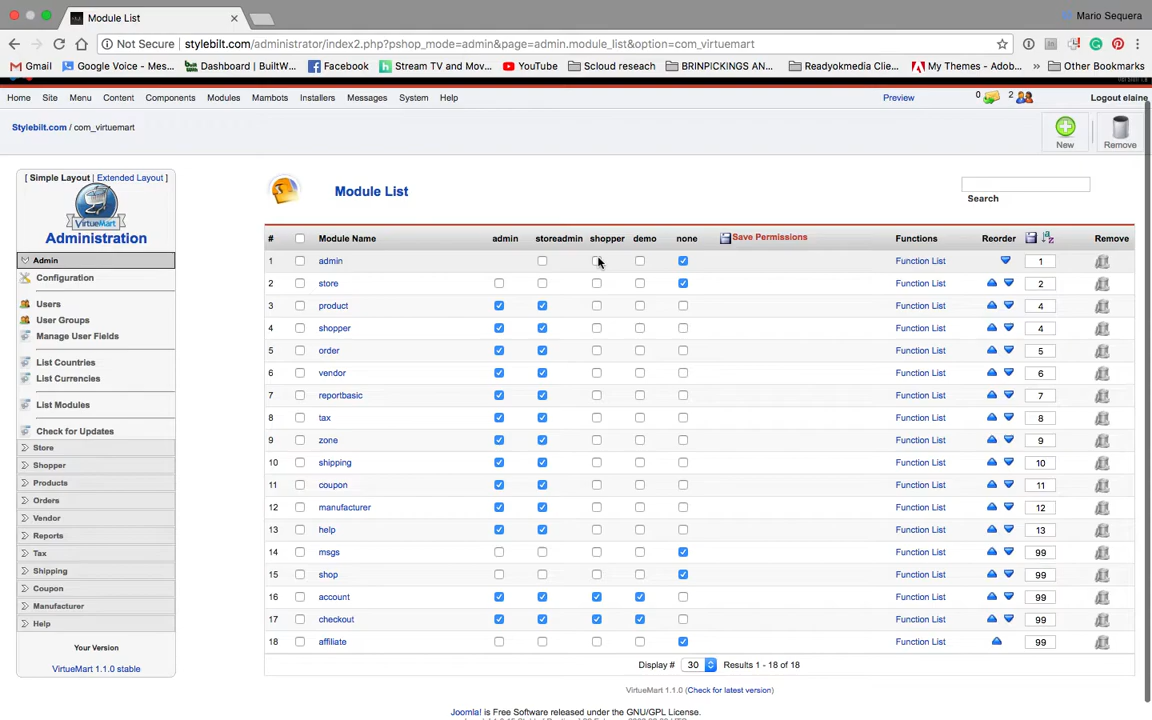 Module List
Mario Sequera
Not Secure | stylebilt.com/administrator/index2.php?pshop_mode=admin&page=admin.module_list&option=com_virtuemart
Gmail Google Voice - Mes... Dashboard | BuiltW... Facebook Stream TV and Mov... YouTube Scloud reseach BRINPICKINGS AN... Readyokmedia Clie... My Themes - Adob... » Other Bookmarks
Home Site Menu Content Components Modules Mambots Installers Messages System Help Preview 0 2 Logout elaine
Stylebilt.com / com_virtuemart
New Remove
[ Simple Layout | Extended Layout ]
VirtueMart
Administration
Admin
Configuration
Users
User Groups
Manage User Fields
List Countries
List Currencies
List Modules
Check for Updates
Store
Shopper
Products
Orders
Vendor
Reports
Tax
Shipping
Coupon
Manufacturer
Help
Your Version
VirtueMart 1.1.0 stable
Module List
Search
# Module Name admin storeadmin shopper demo none Save Permissions Functions Reorder Remove
1 admin Function List 1
2 store Function List 2
3 product Function List 4
4 shopper Function List 4
5 order Function List 5
6 vendor Function List 6
7 reportbasic Function List 7
8 tax Function List 8
9 zone Function List 9
10 shipping Function List 10
11 coupon Function List 11
12 manufacturer Function List 12
13 help Function List 13
14 msgs Function List 99
15 shop Function List 99
16 account Function List 99
17 checkout Function List 99
18 affiliate Function List 99
Display # 30 Results 1 - 18 of 18
VirtueMart 1.1.0 (Check for latest version)
Joomla! is Free Software released under the GNU/GPL License.